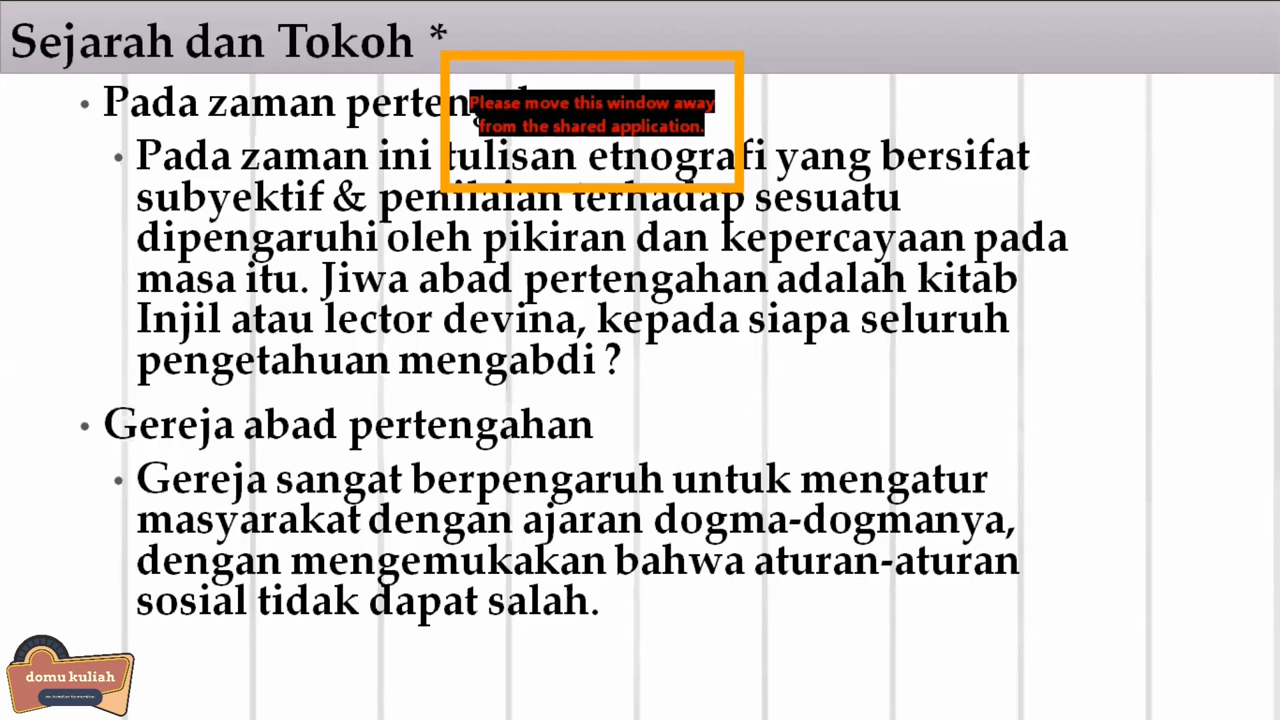 Sejarah dan Tokoh *
• Pada zaman
Please move this window away
from the shared application.
• Pada zaman ini tulisan etnografi yang bersifat
subyektif & penilaian terhadap sesuatu
dipengaruhi oleh pikiran dan kepercayaan pada
masa itu. Jiwa abad pertengahan adalah kitab
Injil atau lector devina, kepada siapa seluruh
pengetahuan mengabdi ?
• Gereja abad pertengahan
• Gereja sangat berpengaruh untuk mengatur
masyarakat dengan ajaran dogma-dogmanya,
dengan mengemukakan bahwa aturan-aturan
sosial tidak dapat salah.
domu kuliah